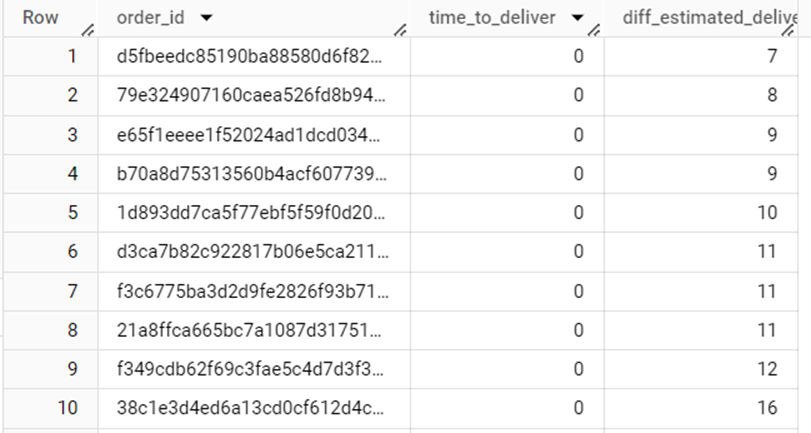 Row order_id time_to_deliver diff_estimated_delive
1 d5fbeedc85190ba88580d6f82... 0 7
2 79e324907160caea526fd8b94... 0 8
3 e65f1eeee1f52024ad1dcd034... 0 9
4 b70a8d75313560b4acf607739... 0 9
5 1d893dd7ca5f77ebf5f59f0d20... 0 10
6 d3ca7b82c922817b06e5ca211... 0 11
7 f3c6775ba3d2d9fe2826f93b71... 0 11
8 21a8ffca665bc7a1087d31751... 0 11
9 f349cdb62f69c3fae5c4d7d3f3... 0 12
10 38c1e3d4ed6a13cd0cf612d4c... 0 16